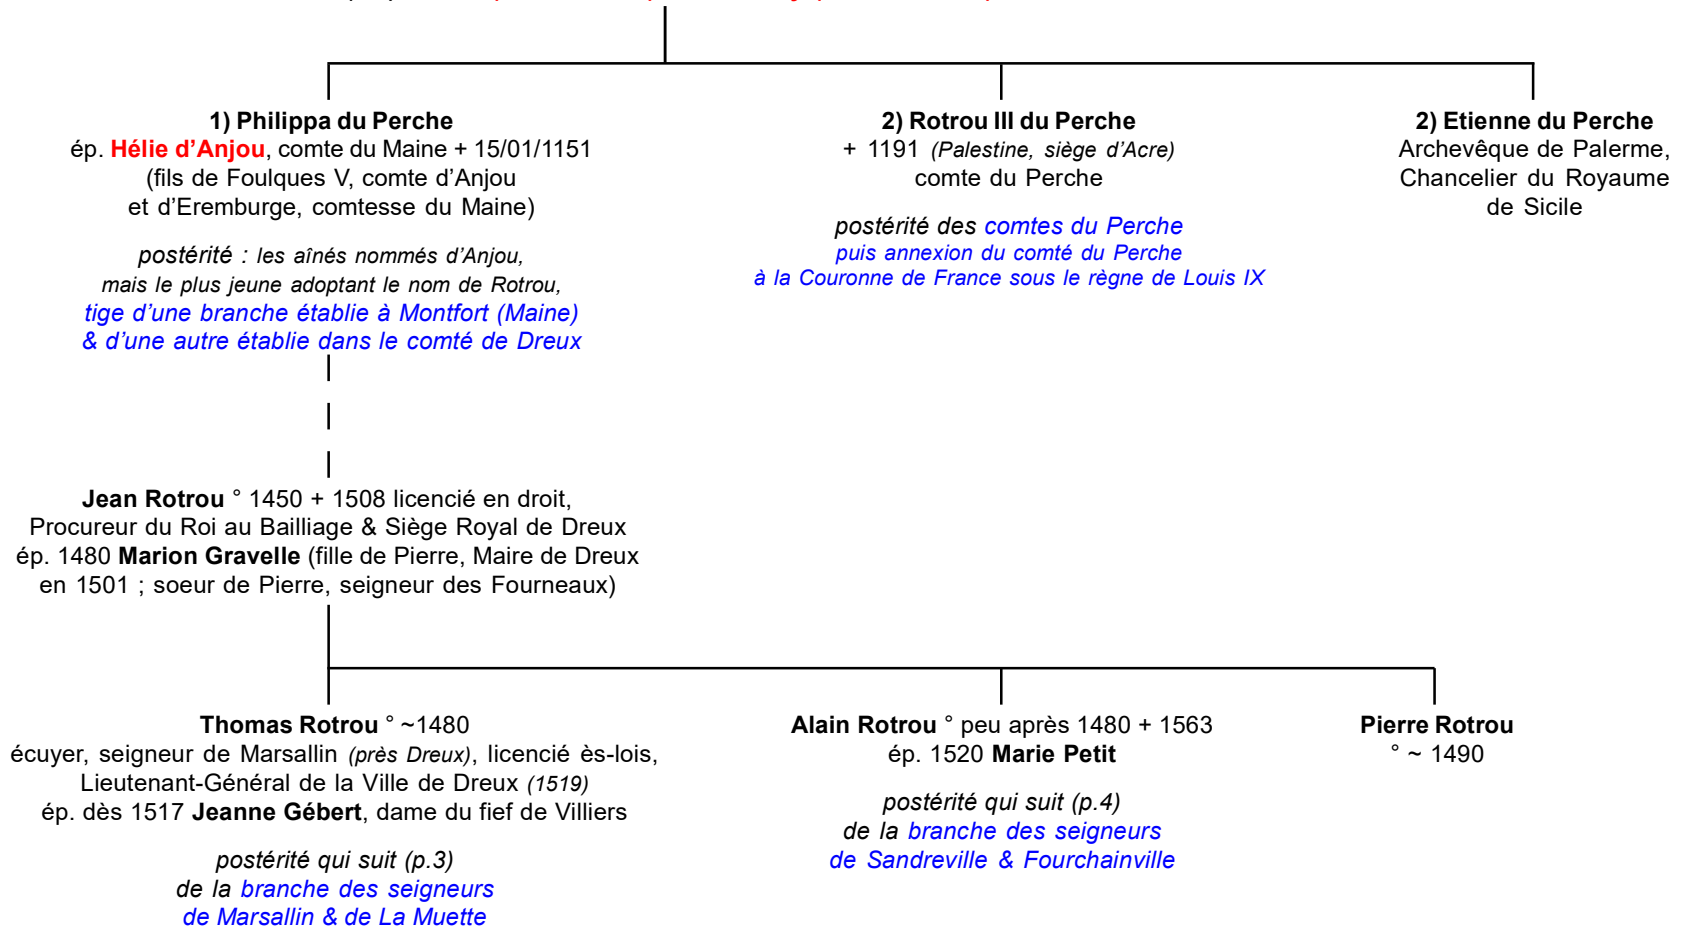 1) Philippa du Perche
ép. Hélie d'Anjou, comte du Maine + 15/01/1151
(fils de Foulques V, comte d'Anjou
et d'Eremburge, comtesse du Maine)
postérité : les aînés nommés d'Anjou,
mais le plus jeune adoptant le nom de Rotrou,
tige d'une branche établie à Montfort (Maine)
& d'une autre établie dans le comté de Dreux
2) Rotrou III du Perche
+ 1191 (Palestine, siège d'Acre)
comte du Perche
postérité des comtes du Perche
puis annexion du comté du Perche
à la Couronne de France sous le règne de Louis IX
2) Etienne du Perche
Archevêque de Palerme,
Chancelier du Royaume
de Sicile
Jean Rotrou ° 1450 + 1508 licencié en droit,
Procureur du Roi au Bailliage & Siège Royal de Dreux
ép. 1480 Marion Gravelle (fille de Pierre, Maire de Dreux
en 1501 ; soeur de Pierre, seigneur des Fourneaux)
Thomas Rotrou ° ~1480
écuyer, seigneur de Marsallin (près Dreux), licencié ès-lois,
Lieutenant-Général de la Ville de Dreux (1519)
ép. dès 1517 Jeanne Gébert, dame du fief de Villiers
postérité qui suit (p.3)
de la branche des seigneurs
de Marsallin & de La Muette
Alain Rotrou ° peu après 1480 + 1563
ép. 1520 Marie Petit
postérité qui suit (p.4)
de la branche des seigneurs
de Sandreville & Fourchainville
Pierre Rotrou
° ~ 1490